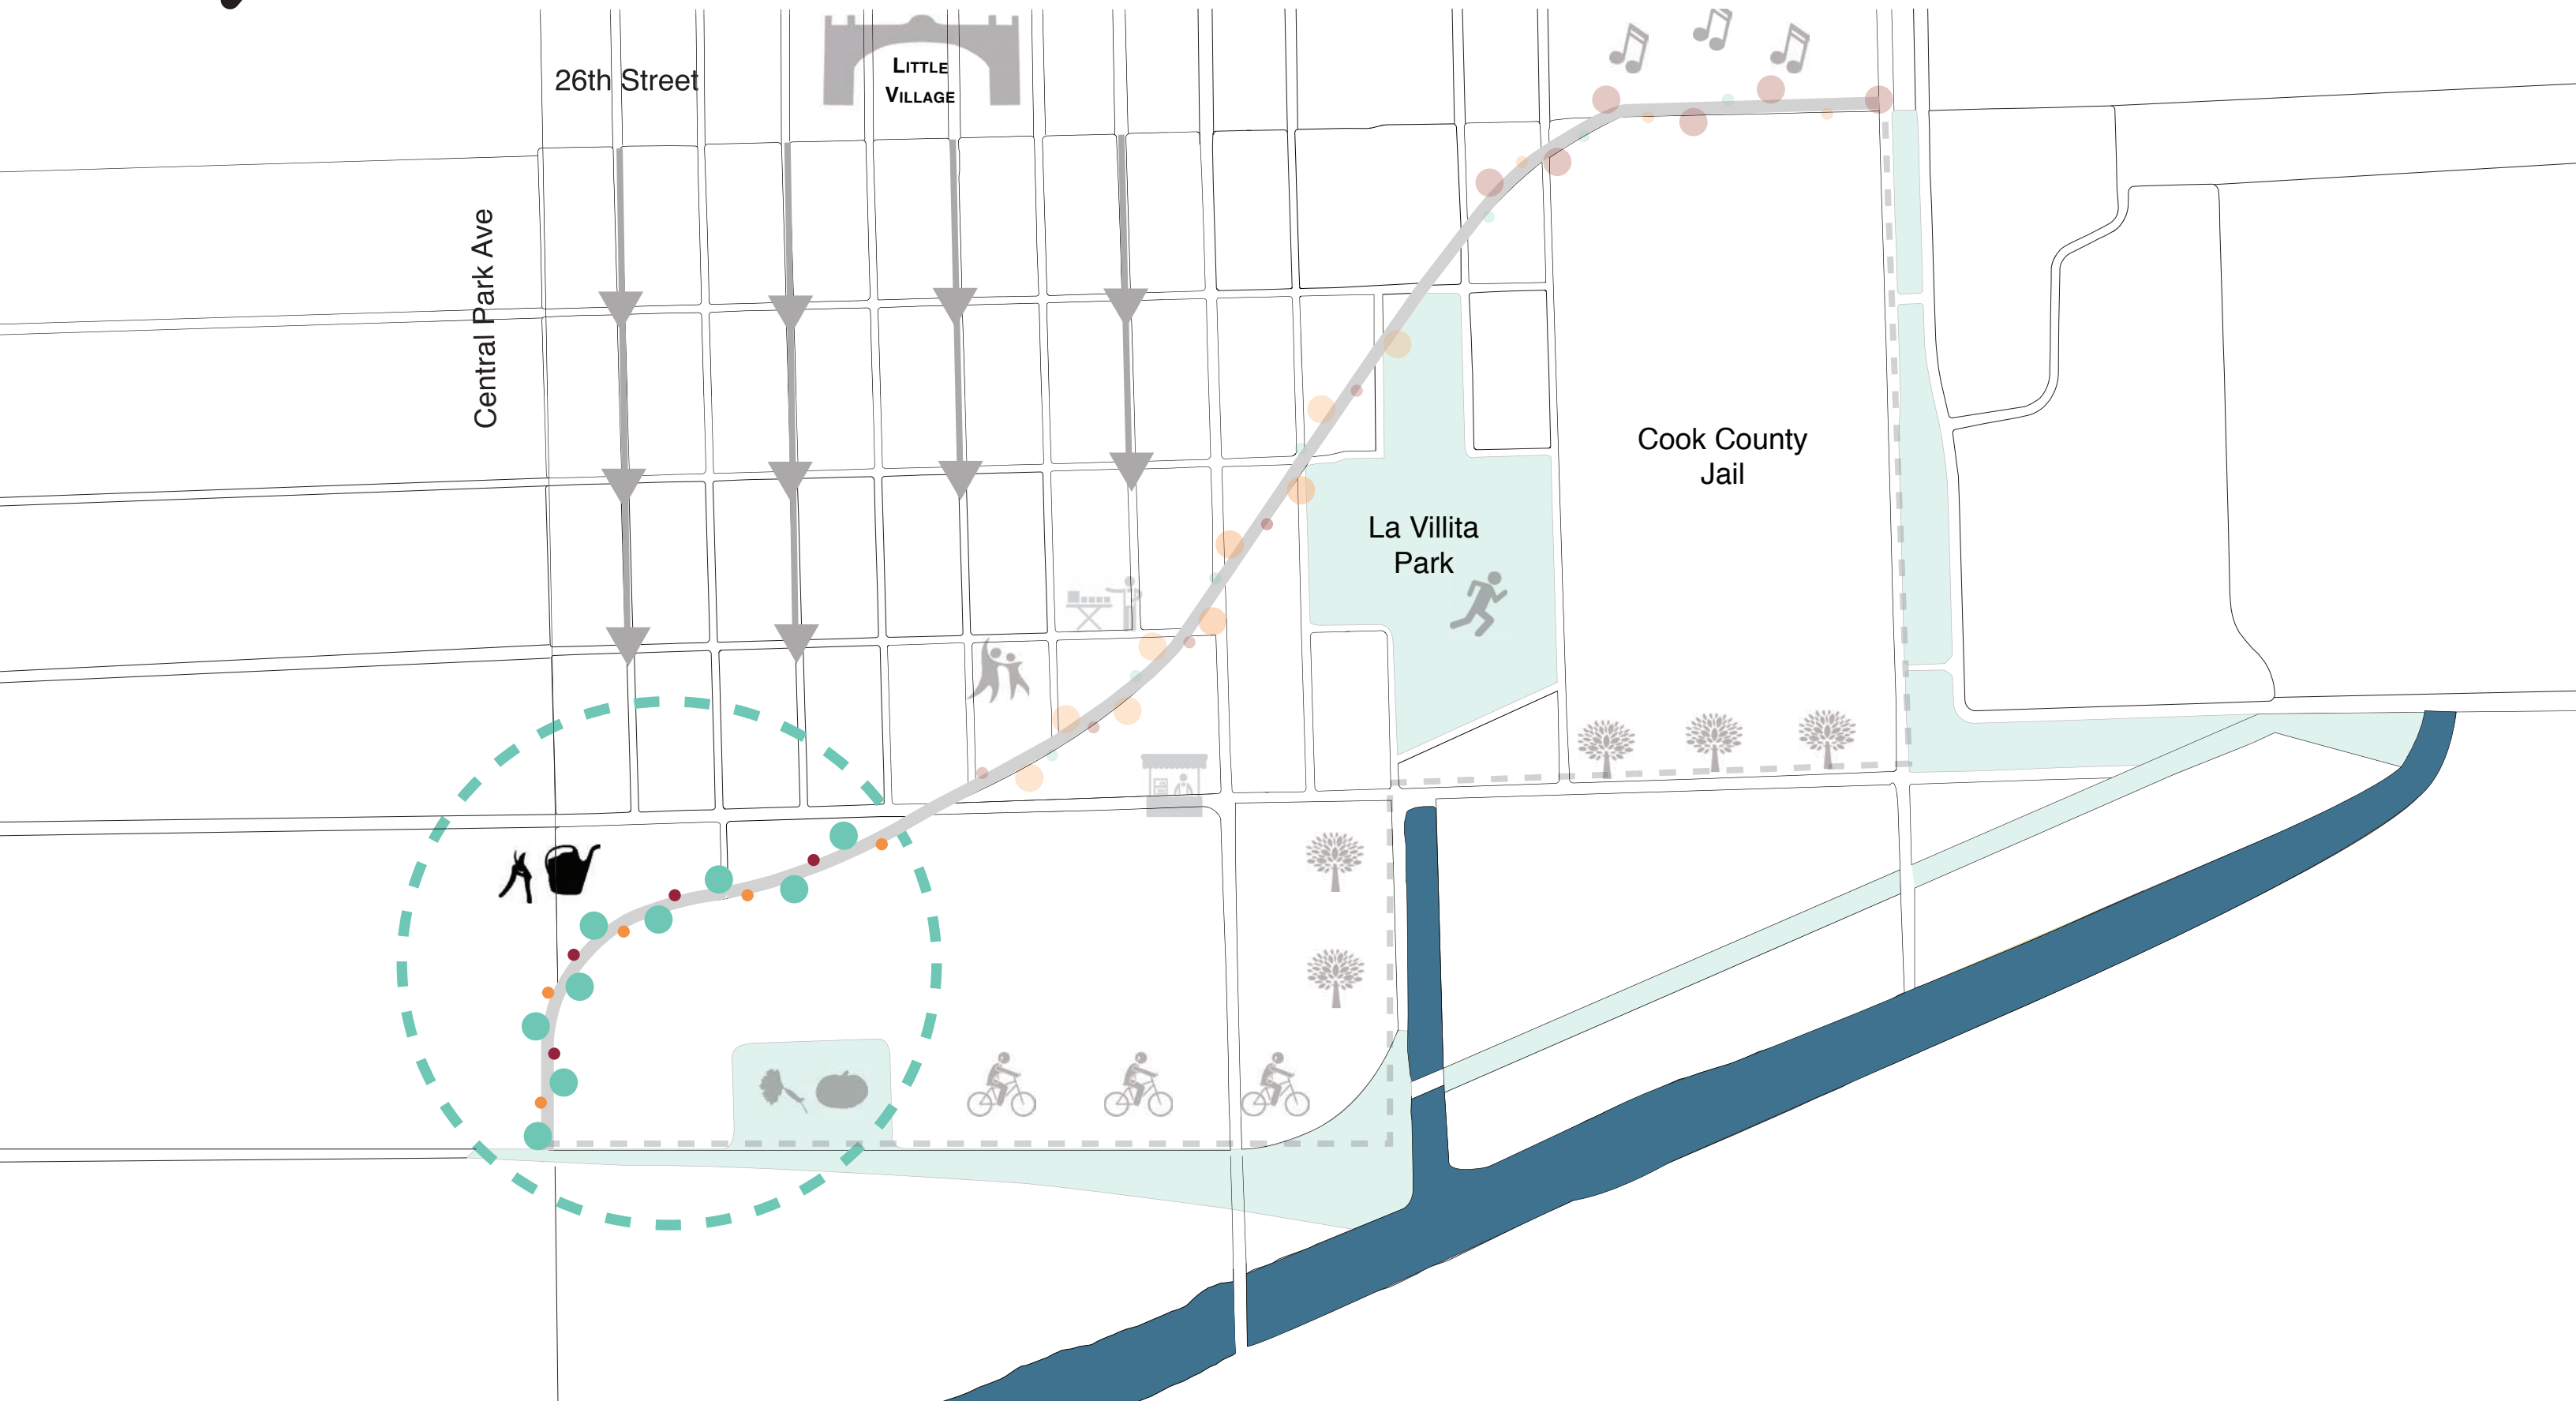 26th Street
LITTLE
VILLAGE
Central Park Ave
Cook County
Jail
La Villita
Park